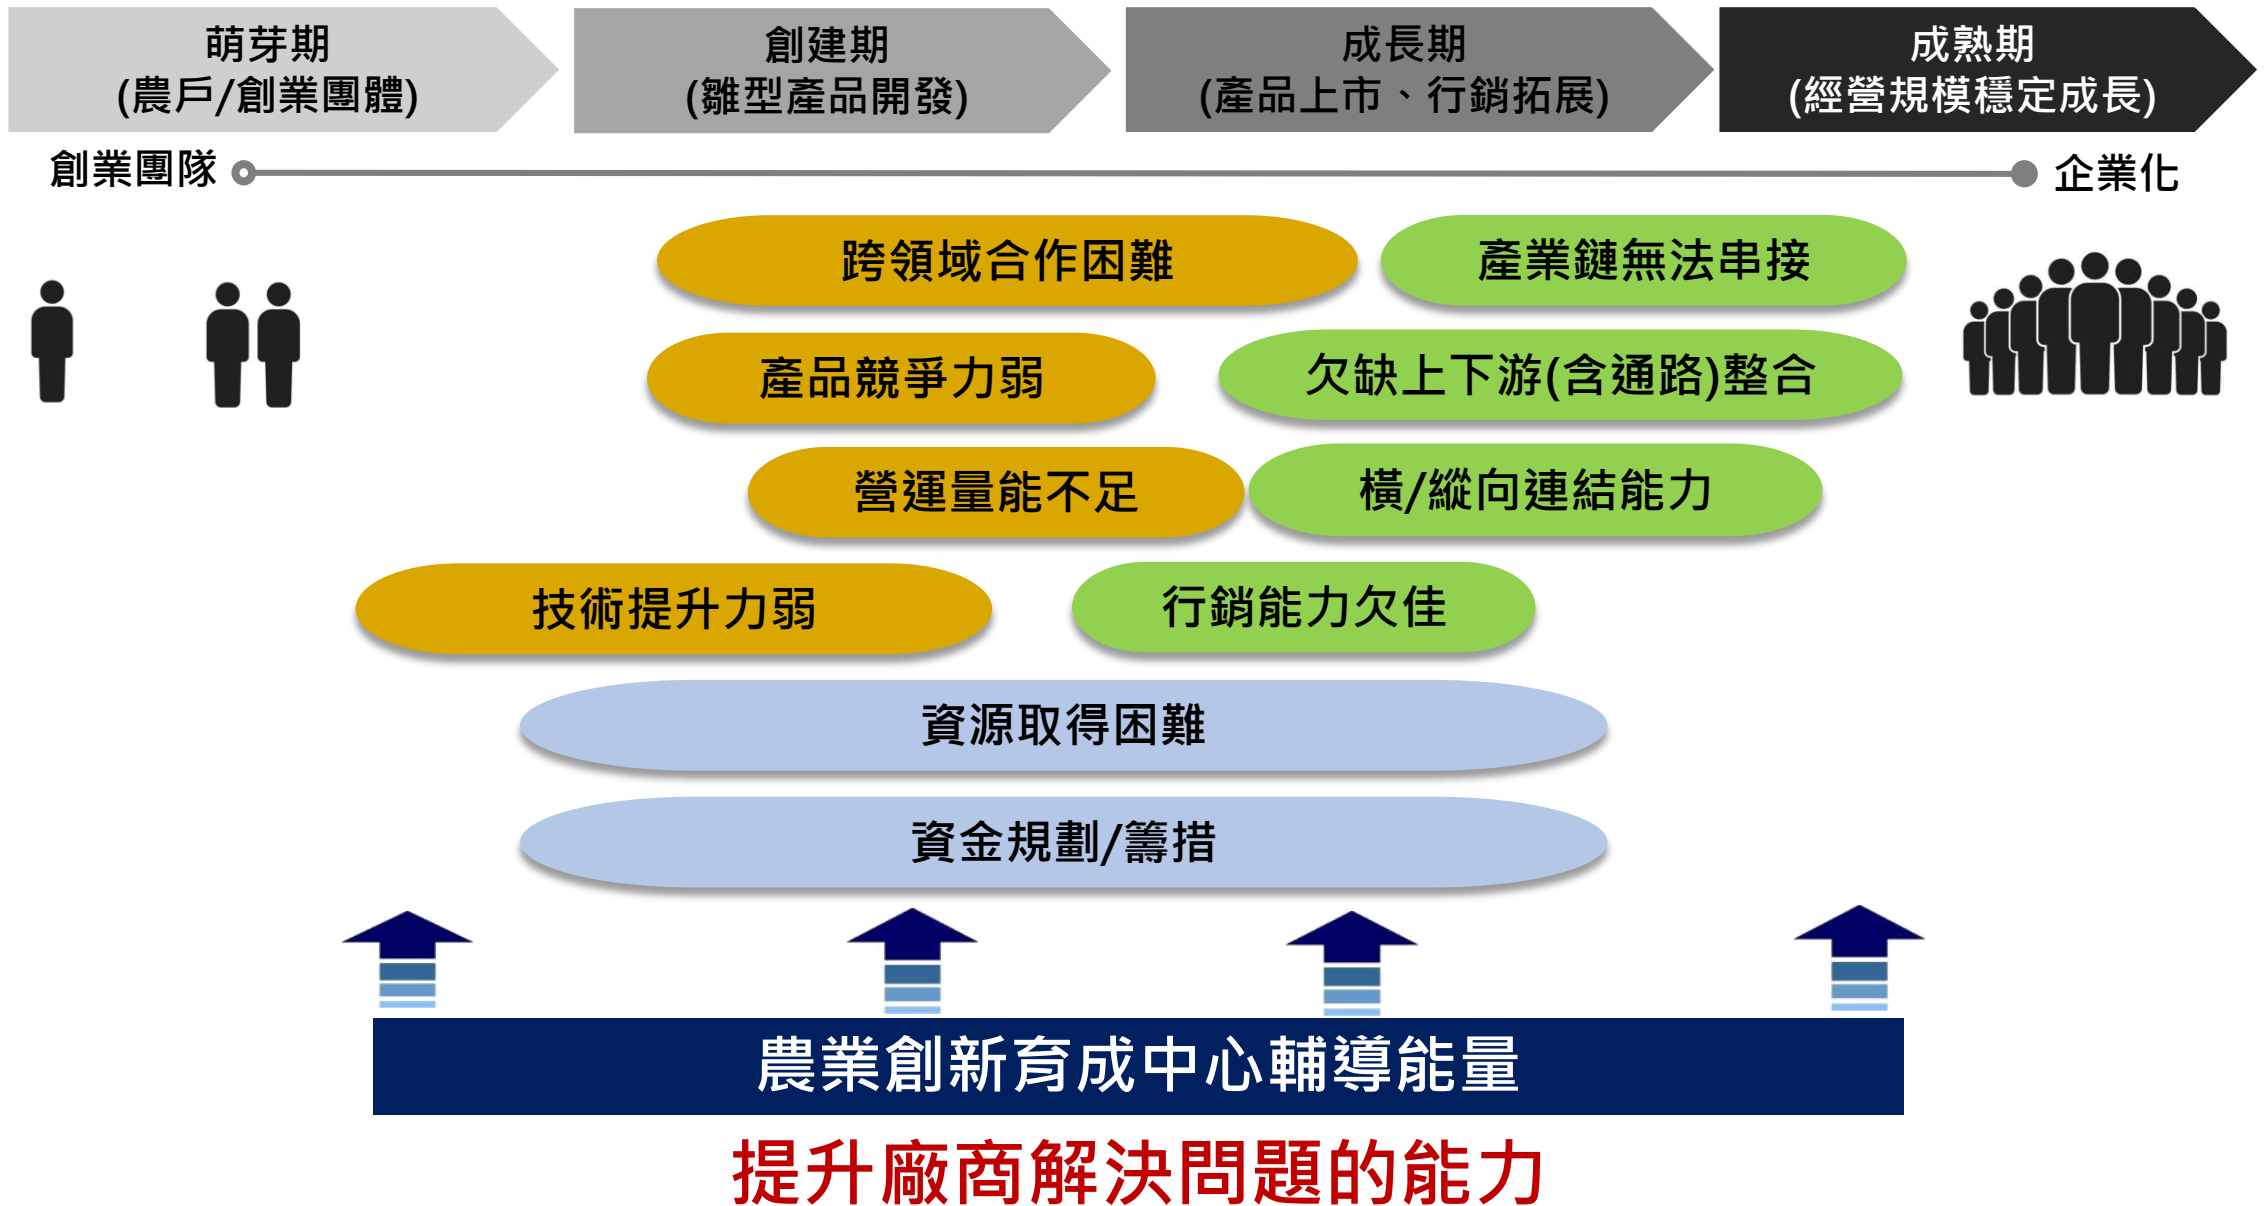 萌芽期
(農戶/創業團體)
創建期
(雛型產品開發)
成長期
(產品上市、行銷拓展)
成熟期
(經營規模穩定成長)
創業團隊
企業化
跨領域合作困難
產業鏈無法串接
產品競爭力弱
欠缺上下游(含通路)整合
營運量能不足
橫/縱向連結能力
技術提升力弱
行銷能力欠佳
資源取得困難
資金規劃/籌措
農業創新育成中心輔導能量
提升廠商解決問題的能力